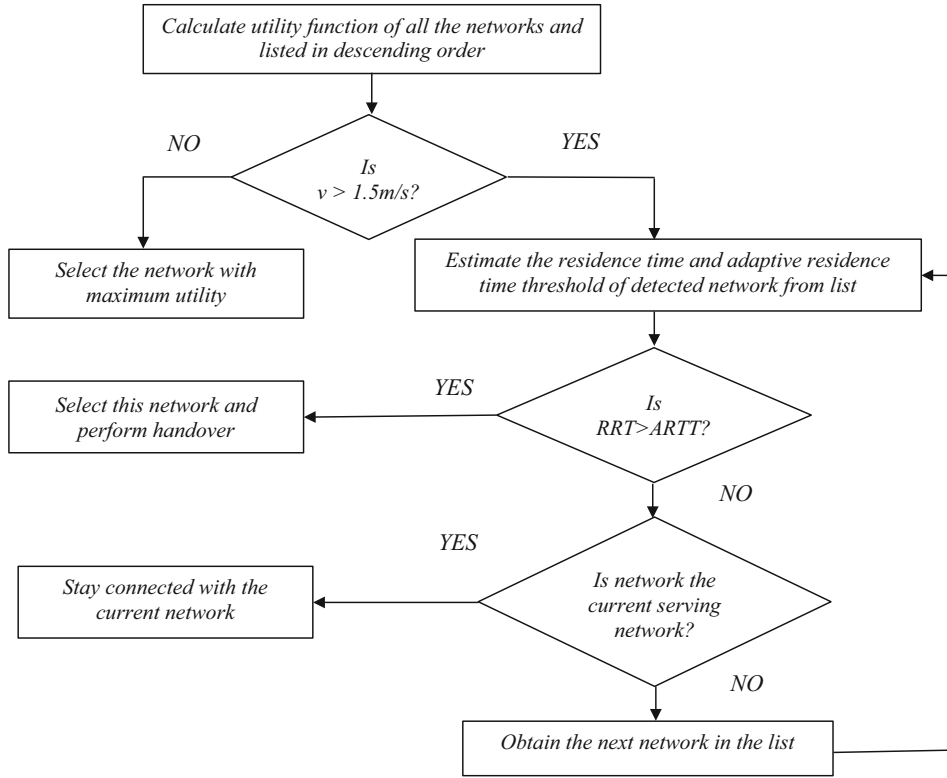 Calculate utility function of all the networks and
listed in descending order
NO
YES
Is
v > 1.5m/s?
Select the network with
maximum utility
Estimate the residence time and adaptive residence
time threshold of detected network from list
YES
Select this network and
perform handover
Is
RRT>ARTT?
NO
YES
Stay connected with the
current network
Is network the
current serving
network?
NO
Obtain the next network in the list